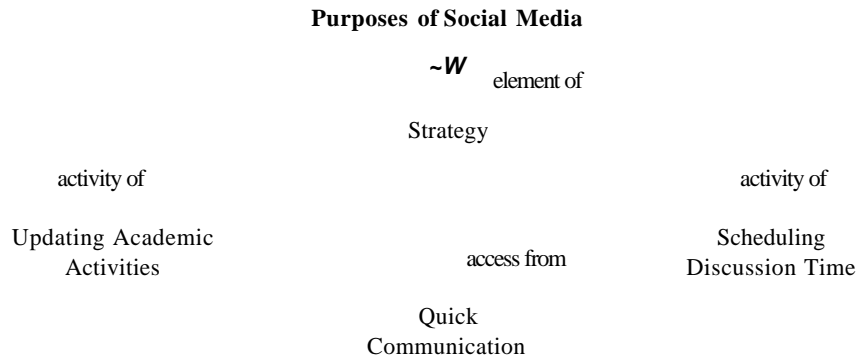 Purposes of Social Media
~W
element of
Strategy
activity of
activity of
Updating Academic
Activities
access from
Scheduling
Discussion Time
Quick
Communication